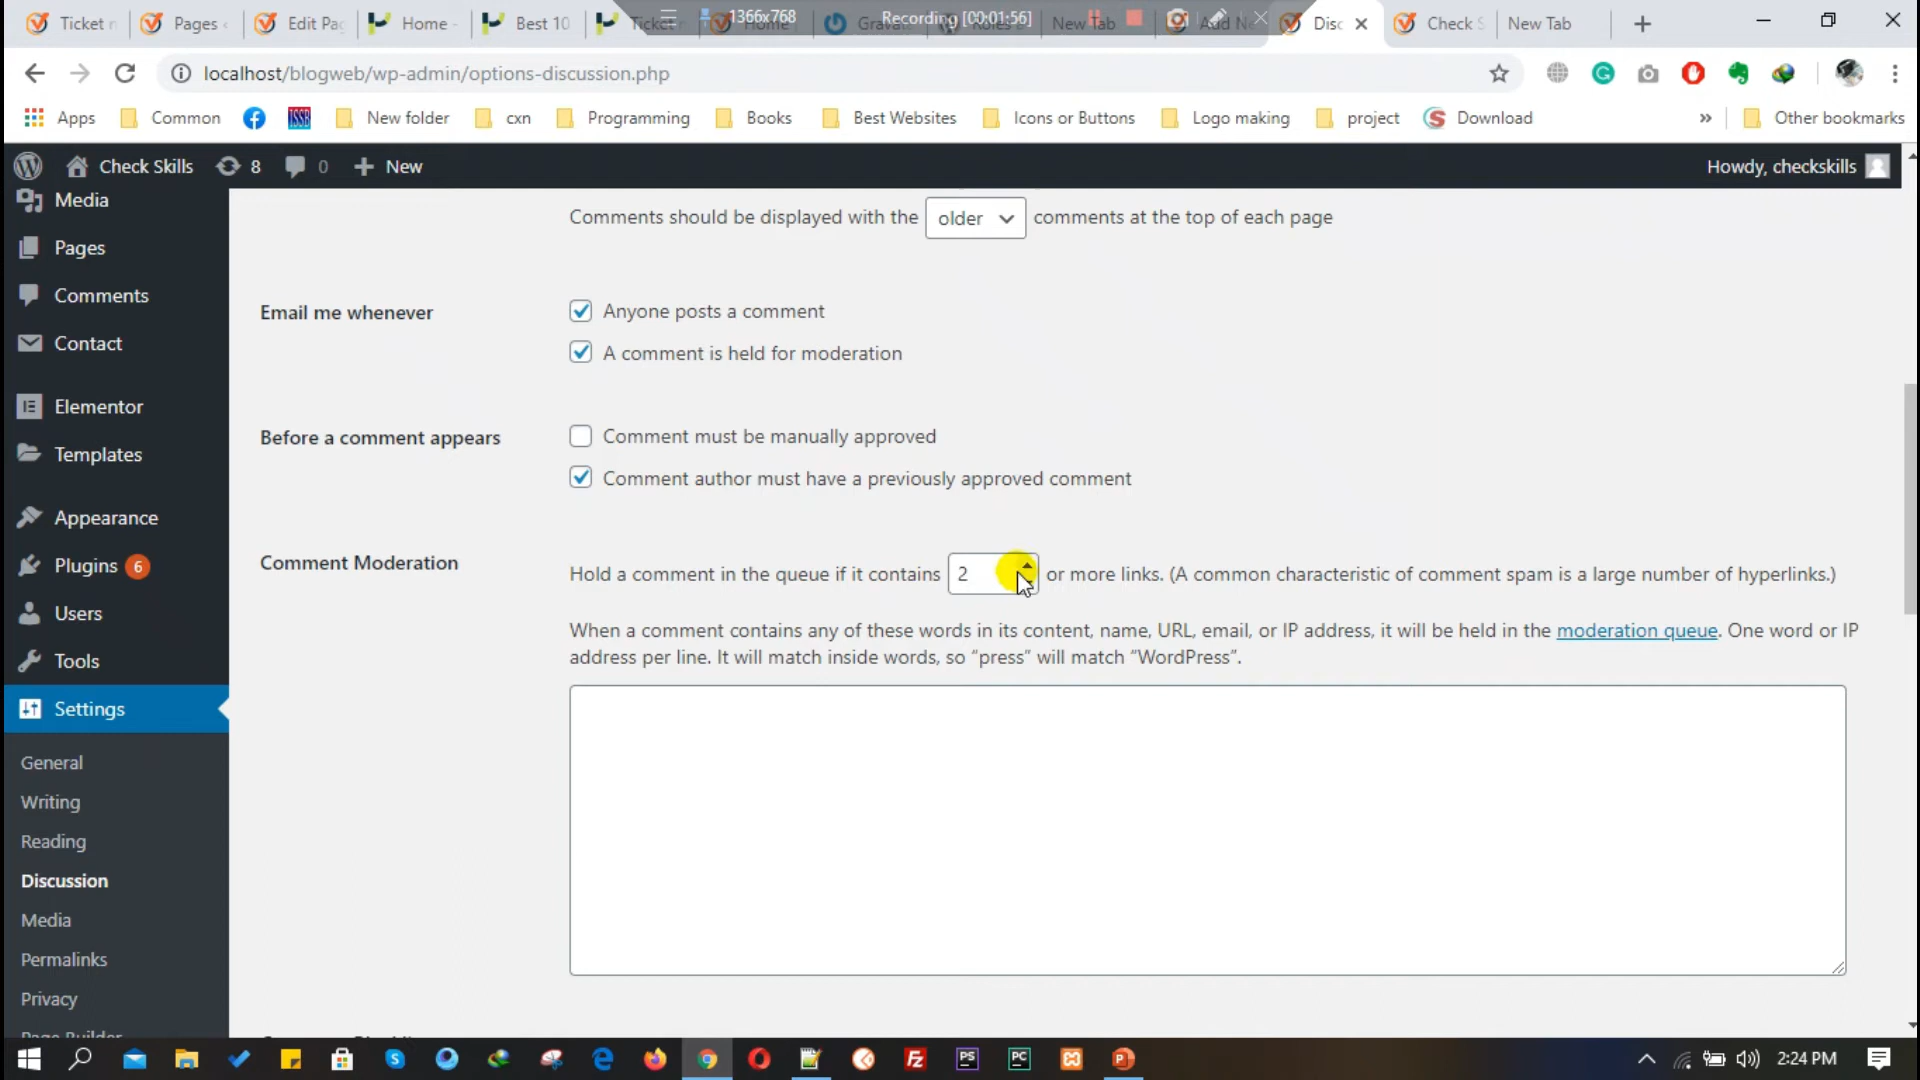 Ticket
Pages
Edit Pa
Home -
Best 10
Ticke
Home
Grava
Roles
New Tab
Add Ne
Disc
Check S
New Tab
1366x768
Recording [00:01:56]
localhost/blogweb/wp-admin/options-discussion.php
Apps
Common
New folder
cxn
Programming
Books
Best Websites
Icons or Buttons
Logo making
project
Download
»
Other bookmarks
Check Skills
8
0
+ New
Howdy, checkskills
Media
Pages
Comments
Contact
Elementor
Templates
Appearance
Plugins 6
Users
Tools
Settings
General
Writing
Reading
Discussion
Media
Permalinks
Privacy
Page Builder
Comments should be displayed with the older comments at the top of each page
Email me whenever
Anyone posts a comment
A comment is held for moderation
Before a comment appears
Comment must be manually approved
Comment author must have a previously approved comment
Comment Moderation
Hold a comment in the queue if it contains 2 or more links. (A common characteristic of comment spam is a large number of hyperlinks.)
When a comment contains any of these words in its content, name, URL, email, or IP address, it will be held in the moderation queue. One word or IP
address per line. It will match inside words, so “press” will match “WordPress”.
2:24 PM